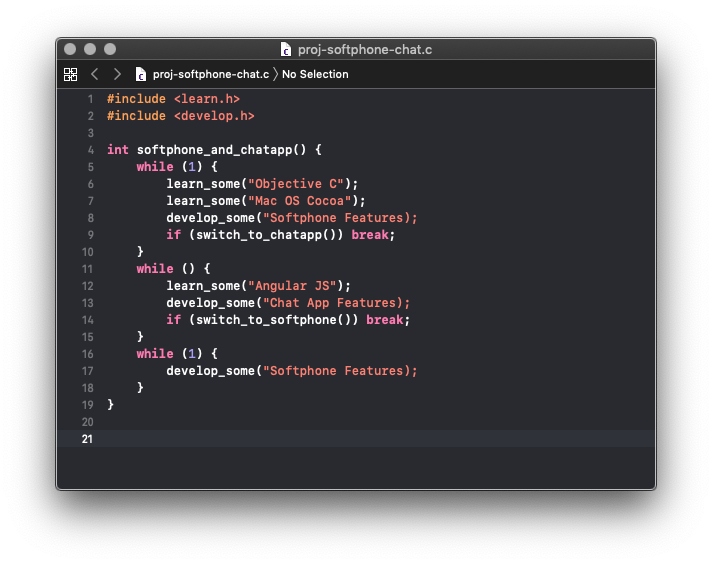 proj-softphone-chat.c
proj-softphone-chat.c 〉 No Selection
1 #include <learn.h>
2 #include <develop.h>
3
4 int softphone_and_chatapp() {
5     while (1) {
6         learn_some("Objective C");
7         learn_some("Mac OS Cocoa");
8         develop_some("Softphone Features);
9         if (switch_to_chatapp()) break;
10     }
11     while () {
12         learn_some("Angular JS");
13         develop_some("Chat App Features);
14         if (switch_to_softphone()) break;
15     }
16     while (1) {
17         develop_some("Softphone Features);
18     }
19 }
20
21